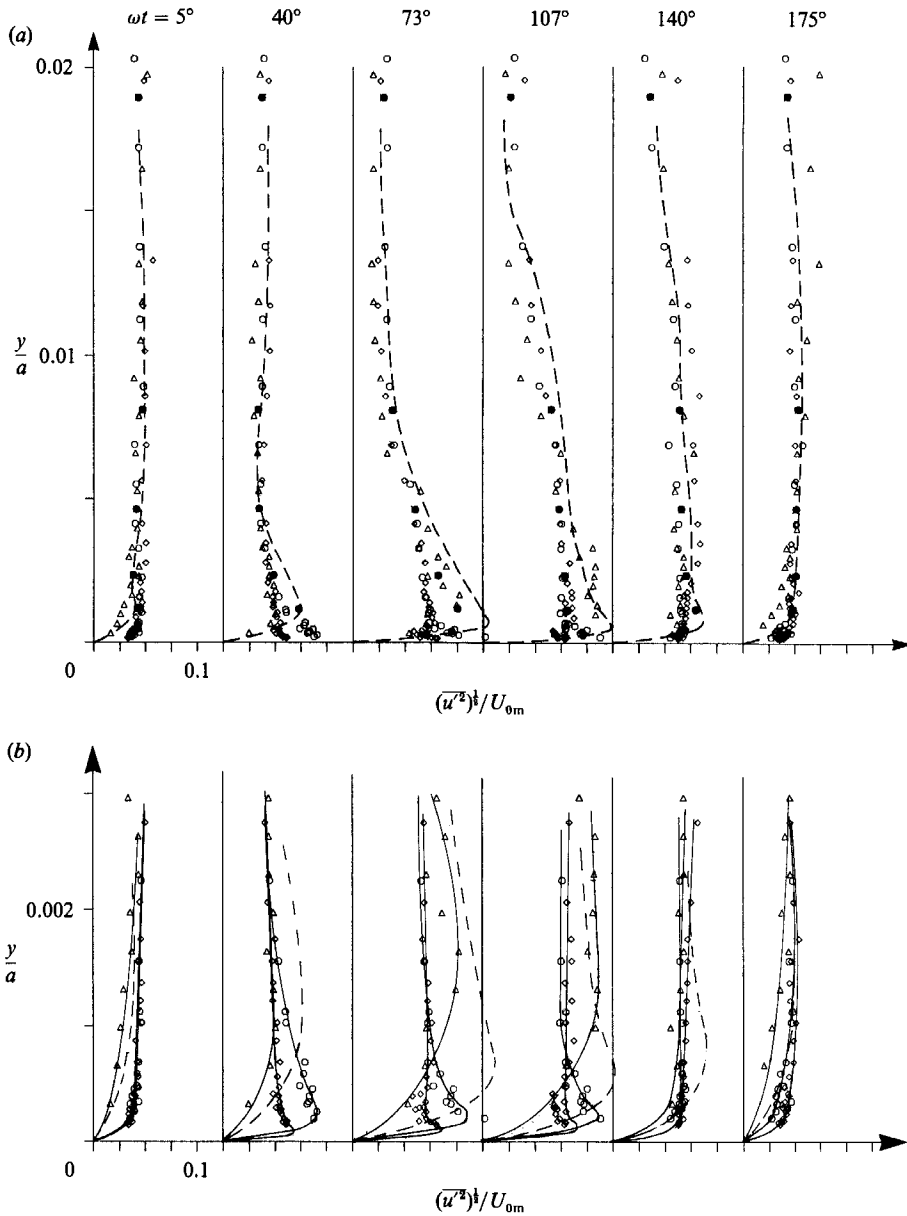 ωt = 5° 40° 73° 107° 140° 175°
(a)
0.02
y/a
0.01
0 0.1
(u′²)^½/U₀ₘ
(b)
0.002
y/a
0 0.1
(u′²)^½/U₀ₘ